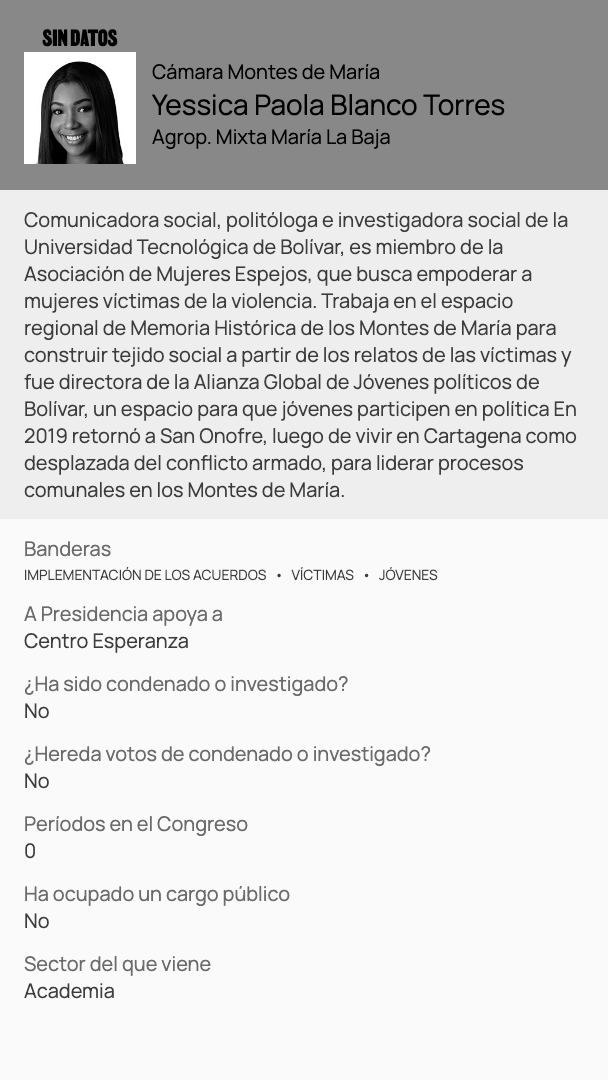 SIN DATOS
Cámara Montes de María
Yessica Paola Blanco Torres
Agrop. Mixta María La Baja
Comunicadora social, politóloga e investigadora social de la
Universidad Tecnológica de Bolívar, es miembro de la
Asociación de Mujeres Espejos, que busca empoderar a
mujeres víctimas de la violencia. Trabaja en el espacio
regional de Memoria Histórica de los Montes de María para
construir tejido social a partir de los relatos de las víctimas y
fue directora de la Alianza Global de Jóvenes políticos de
Bolívar, un espacio para que jóvenes participen en política En
2019 retornó a San Onofre, luego de vivir en Cartagena como
desplazada del conflicto armado, para liderar procesos
comunales en los Montes de María.
Banderas
IMPLEMENTACIÓN DE LOS ACUERDOS • VÍCTIMAS • JÓVENES
A Presidencia apoya a
Centro Esperanza
¿Ha sido condenado o investigado?
No
¿Hereda votos de condenado o investigado?
No
Períodos en el Congreso
0
Ha ocupado un cargo público
No
Sector del que viene
Academia